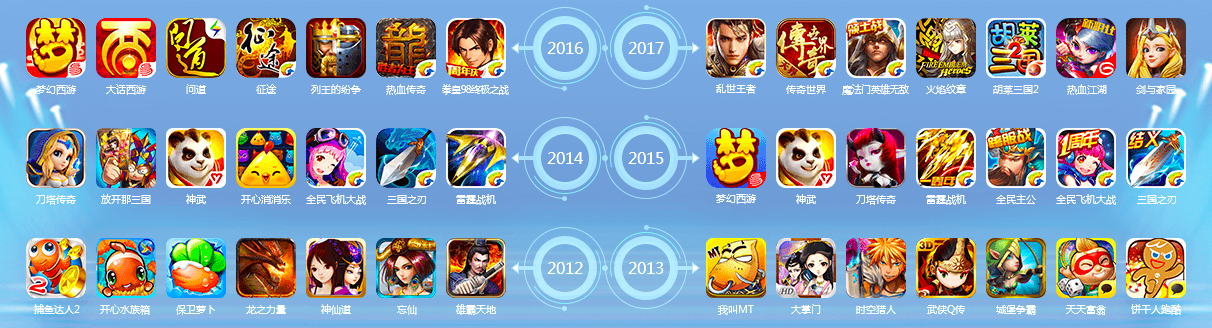 梦幻西游 大话西游 问道 征途 列王的纷争 热血传奇 拳皇98终极之战 2016 2017 乱世王者 传奇世界 魔法门英雄无敌 火焰纹章 胡莱三国2 热血江湖 剑与家园
刀塔传奇 放开那三国 神武 开心消消乐 全民飞机大战 三国之刃 雷霆战机 2014 2015 梦幻西游 神武 刀塔传奇 雷霆战机 全民主公 全民飞机大战 三国之刃
捕鱼达人2 开心水族箱 保卫萝卜 龙之力量 神仙道 忘仙 雄霸天地 2012 2013 我叫MT 大掌门 时空猎人 武侠Q传 城堡争霸 天天富翁 饼干人跑酷